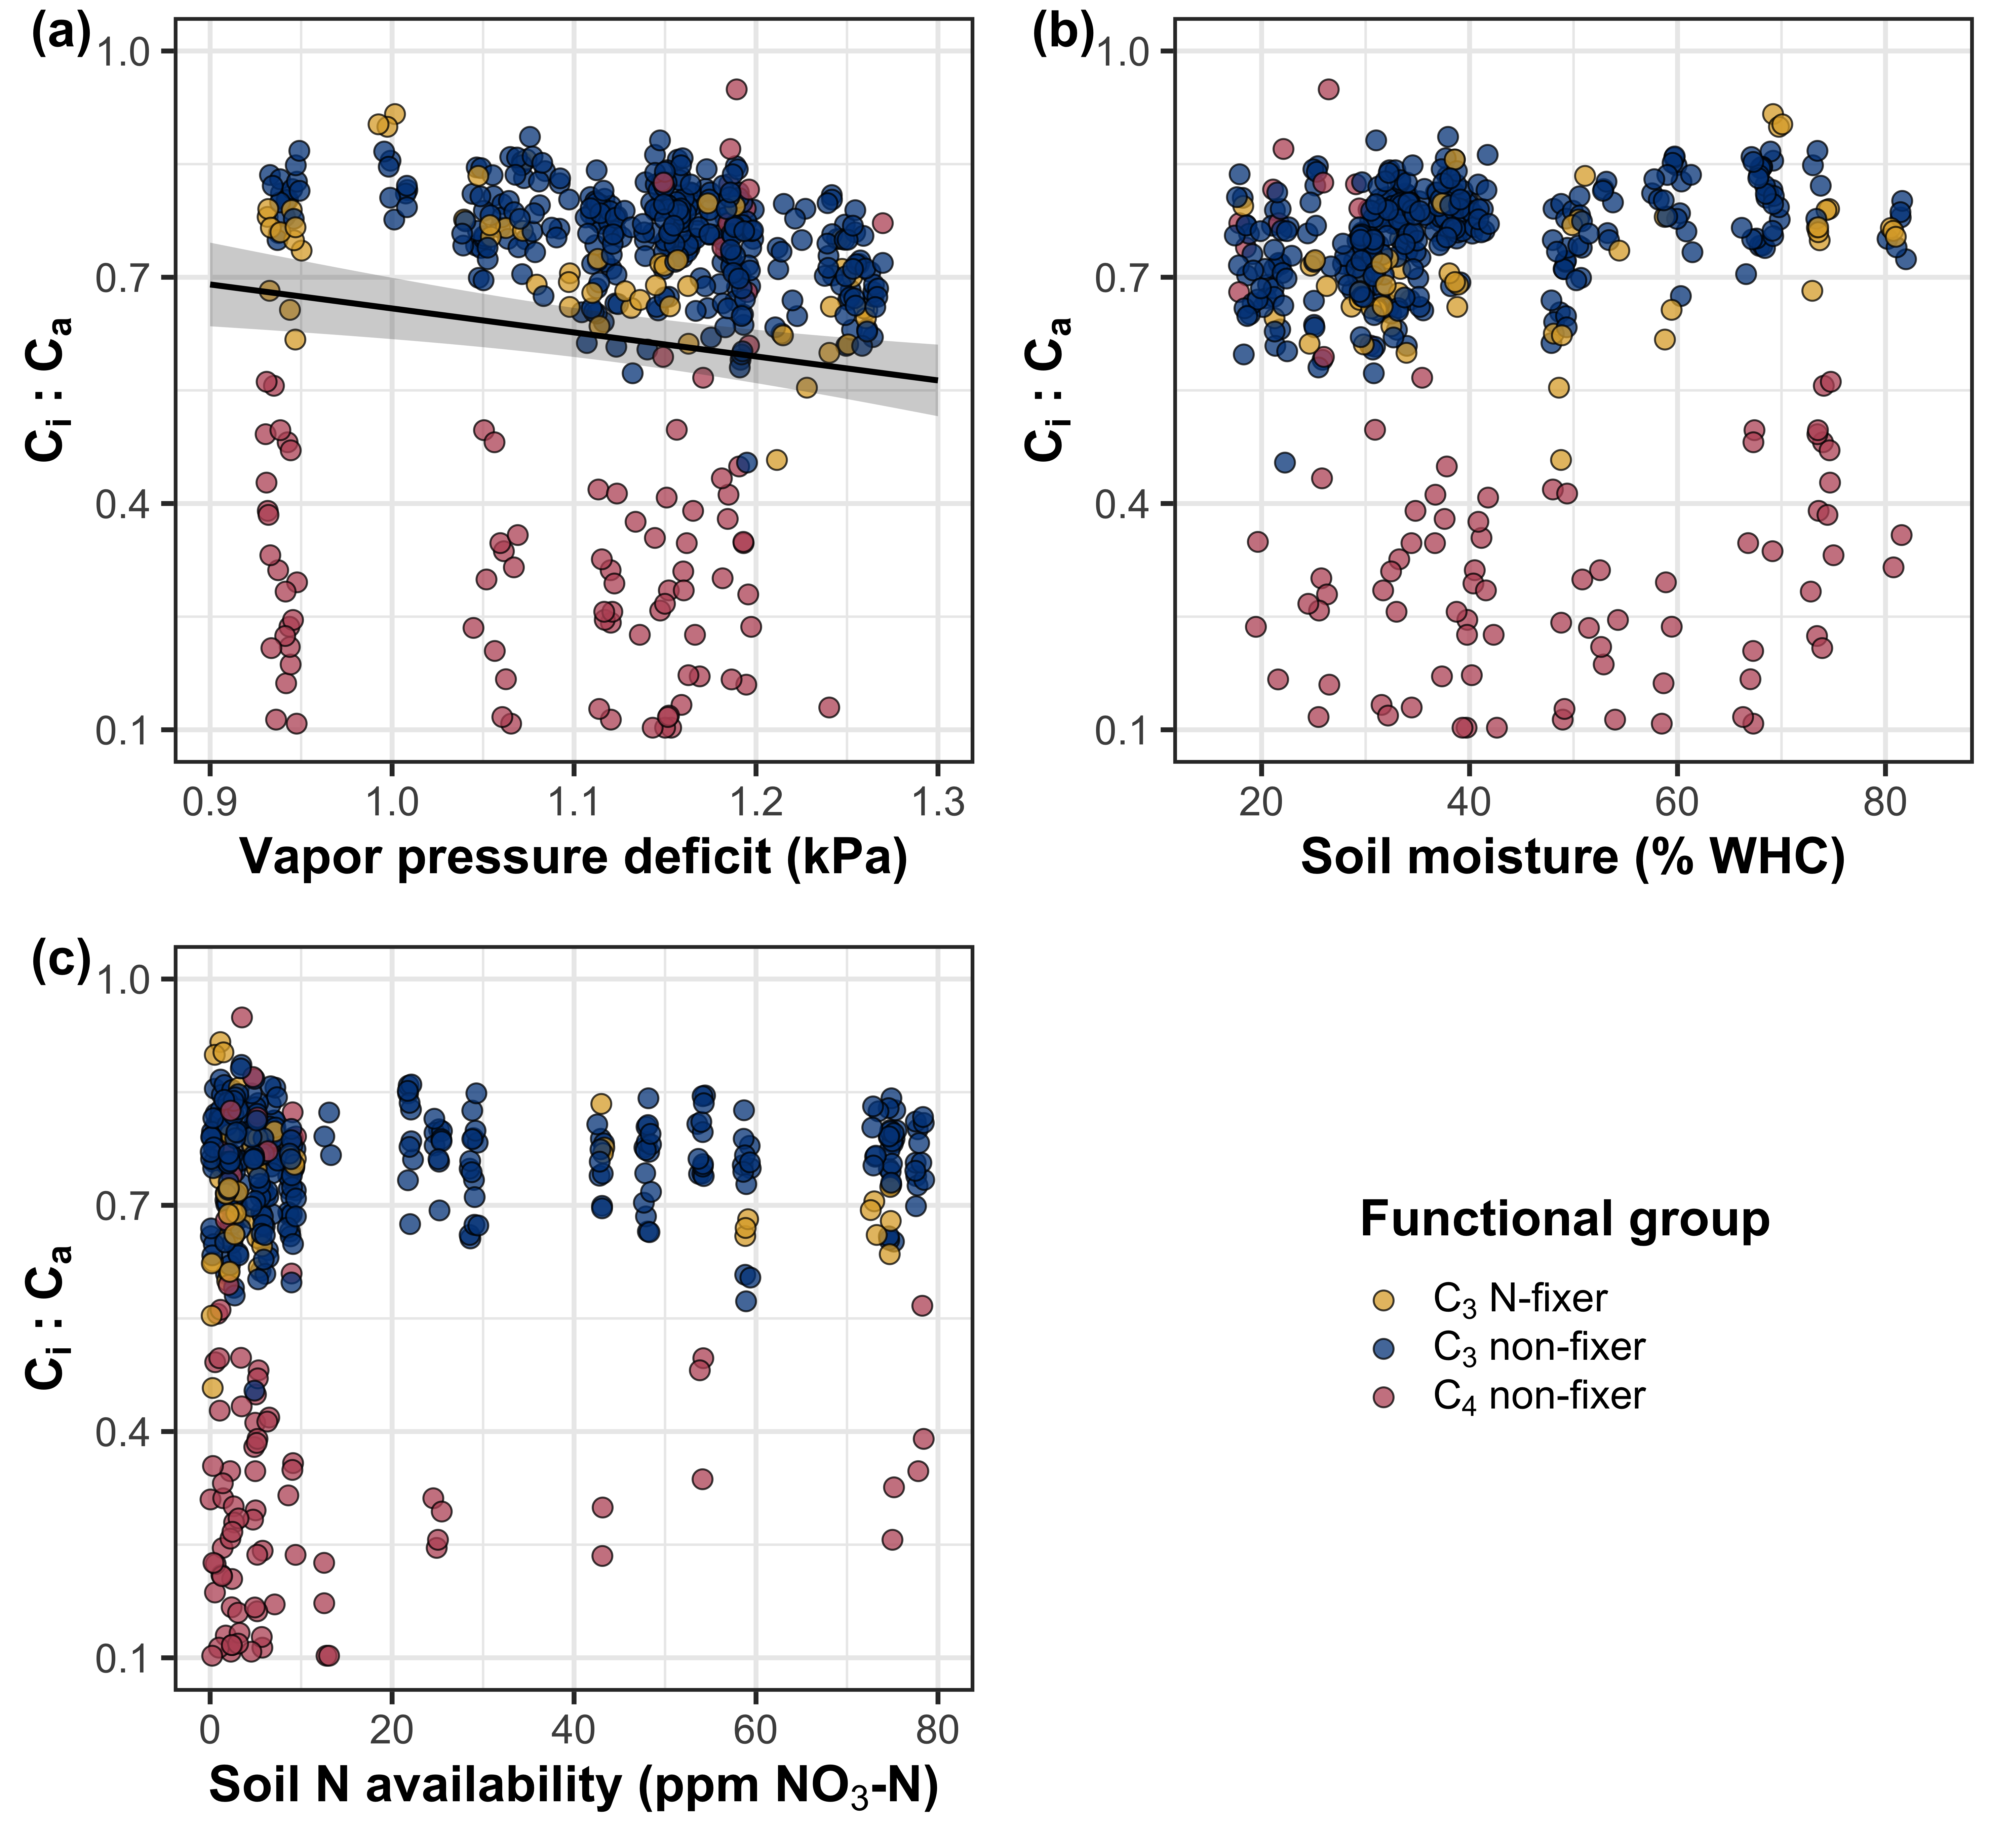 (a)
1.0
0.7
0.4
0.1
Cᵢ : Cₐ
0.9 1.0 1.1 1.2 1.3
Vapor pressure deficit (kPa)
(b)
1.0
0.7
0.4
0.1
Cᵢ : Cₐ
20 40 60 80
Soil moisture (% WHC)
(c)
1.0
0.7
0.4
0.1
Cᵢ : Cₐ
0 20 40 60 80
Soil N availability (ppm NO₃-N)
Functional group
C₃ N-fixer
C₃ non-fixer
C₄ non-fixer